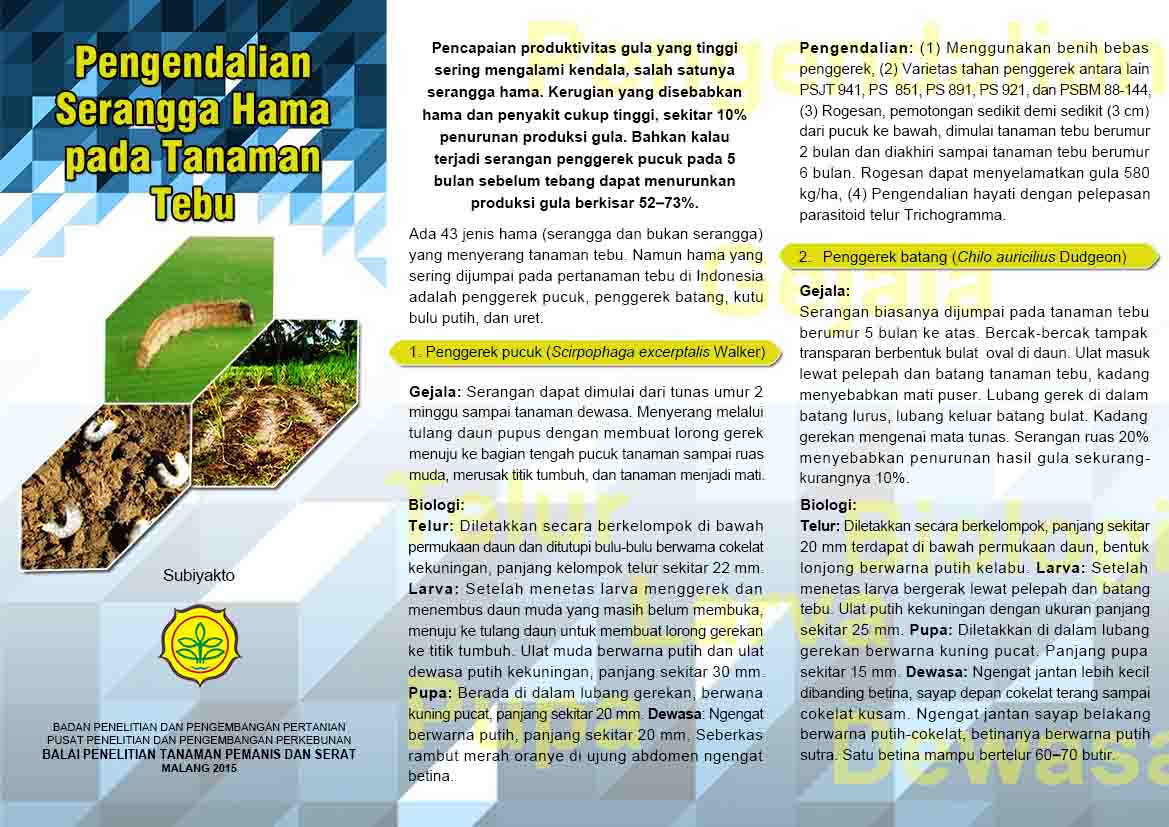 Pengendalian
Serangga Hama
pada Tanaman
Tebu
Subiyakto
BADAN PENELITIAN DAN PENGEMBANGAN PERTANIAN
PUSAT PENELITIAN DAN PENGEMBANGAN PERKEBUNAN
BALAI PENELITIAN TANAMAN PEMANIS DAN SERAT
MALANG 2015
Pencapaian produktivitas gula yang tinggi
sering mengalami kendala, salah satunya
serangga hama. Kerugian yang disebabkan
hama dan penyakit cukup tinggi, sekitar 10%
penurunan produksi gula. Bahkan kalau
terjadi serangan penggerek pucuk pada 5
bulan sebelum tebang dapat menurunkan
produksi gula berkisar 52–73%.
Ada 43 jenis hama (serangga dan bukan serangga)
yang menyerang tanaman tebu. Namun hama yang
sering dijumpai pada pertanaman tebu di Indonesia
adalah penggerek pucuk, penggerek batang, kutu
bulu putih, dan uret.
1. Penggerek pucuk (Scirpophaga excerptalis Walker)
Gejala: Serangan dapat dimulai dari tunas umur 2
minggu sampai tanaman dewasa. Menyerang melalui
tulang daun pupus dengan membuat lorong gerek
menuju ke bagian tengah pucuk tanaman sampai ruas
muda, merusak titik tumbuh, dan tanaman menjadi mati.
Biologi:
Telur: Diletakkan secara berkelompok di bawah
permukaan daun dan ditutupi bulu-bulu berwarna cokelat
kekuningan, panjang kelompok telur sekitar 22 mm.
Larva: Setelah menetas larva menggerek dan
menembus daun muda yang masih belum membuka,
menuju ke tulang daun untuk membuat lorong gerekan
ke titik tumbuh. Ulat muda berwarna putih dan ulat
dewasa putih kekuningan, panjang sekitar 30 mm.
Pupa: Berada di dalam lubang gerekan, berwana
kuning pucat, panjang sekitar 20 mm. Dewasa: Ngengat
berwarna putih, panjang sekitar 20 mm. Seberkas
rambut merah oranye di ujung abdomen ngengat
betina.
Pengendalian: (1) Menggunakan benih bebas
penggerek, (2) Varietas tahan penggerek antara lain
PSJT 941, PS 851, PS 891, PS 921, dan PSBM 88-144,
(3) Rogesan, pemotongan sedikit demi sedikit (3 cm)
dari pucuk ke bawah, dimulai tanaman tebu berumur
2 bulan dan diakhiri sampai tanaman tebu berumur
6 bulan. Rogesan dapat menyelamatkan gula 580
kg/ha, (4) Pengendalian hayati dengan pelepasan
parasitoid telur Trichogramma.
2. Penggerek batang (Chilo auricilius Dudgeon)
Gejala:
Serangan biasanya dijumpai pada tanaman tebu
berumur 5 bulan ke atas. Bercak-bercak tampak
transparan berbentuk bulat oval di daun. Ulat masuk
lewat pelepah dan batang tanaman tebu, kadang
menyebabkan mati puser. Lubang gerek di dalam
batang lurus, lubang keluar batang bulat. Kadang
gerekan mengenai mata tunas. Serangan ruas 20%
menyebabkan penurunan hasil gula sekurang-
kurangnya 10%.
Biologi:
Telur: Diletakkan secara berkelompok, panjang sekitar
20 mm terdapat di bawah permukaan daun, bentuk
lonjong berwarna putih kelabu. Larva: Setelah
menetas larva bergerak lewat pelepah dan batang
tebu. Ulat putih kekuningan dengan ukuran panjang
sekitar 25 mm. Pupa: Diletakkan di dalam lubang
gerekan berwarna kuning pucat. Panjang pupa
sekitar 15 mm. Dewasa: Ngengat jantan lebih kecil
dibanding betina, sayap depan cokelat terang sampai
cokelat kusam. Ngengat jantan sayap belakang
berwarna putih-cokelat, betinanya berwarna putih
sutra. Satu betina mampu bertelur 60–70 butir.
Pengendalian
Gejala
Telur
Biologi
Larva
Pupa
Dewasa